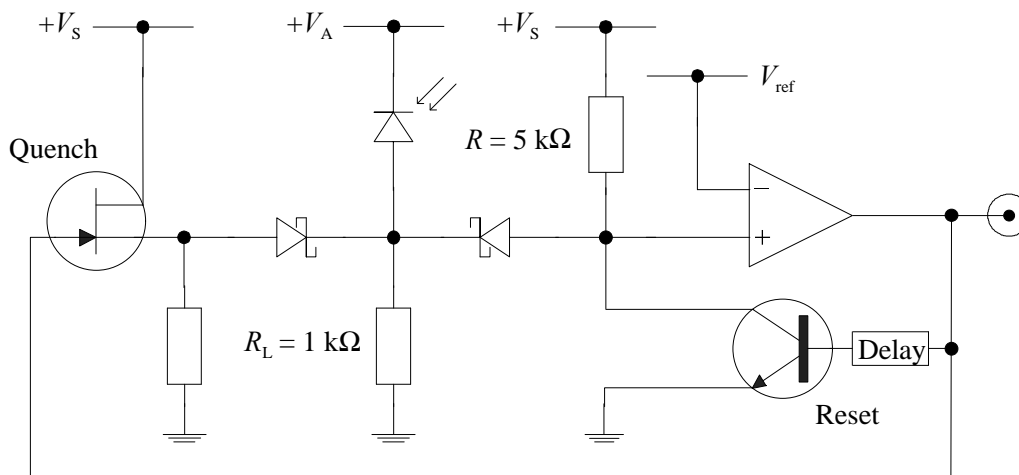 +V_S
+V_A
+V_S
V_ref
Quench
R = 5 kΩ
−
+
R_L = 1 kΩ
Delay
Reset